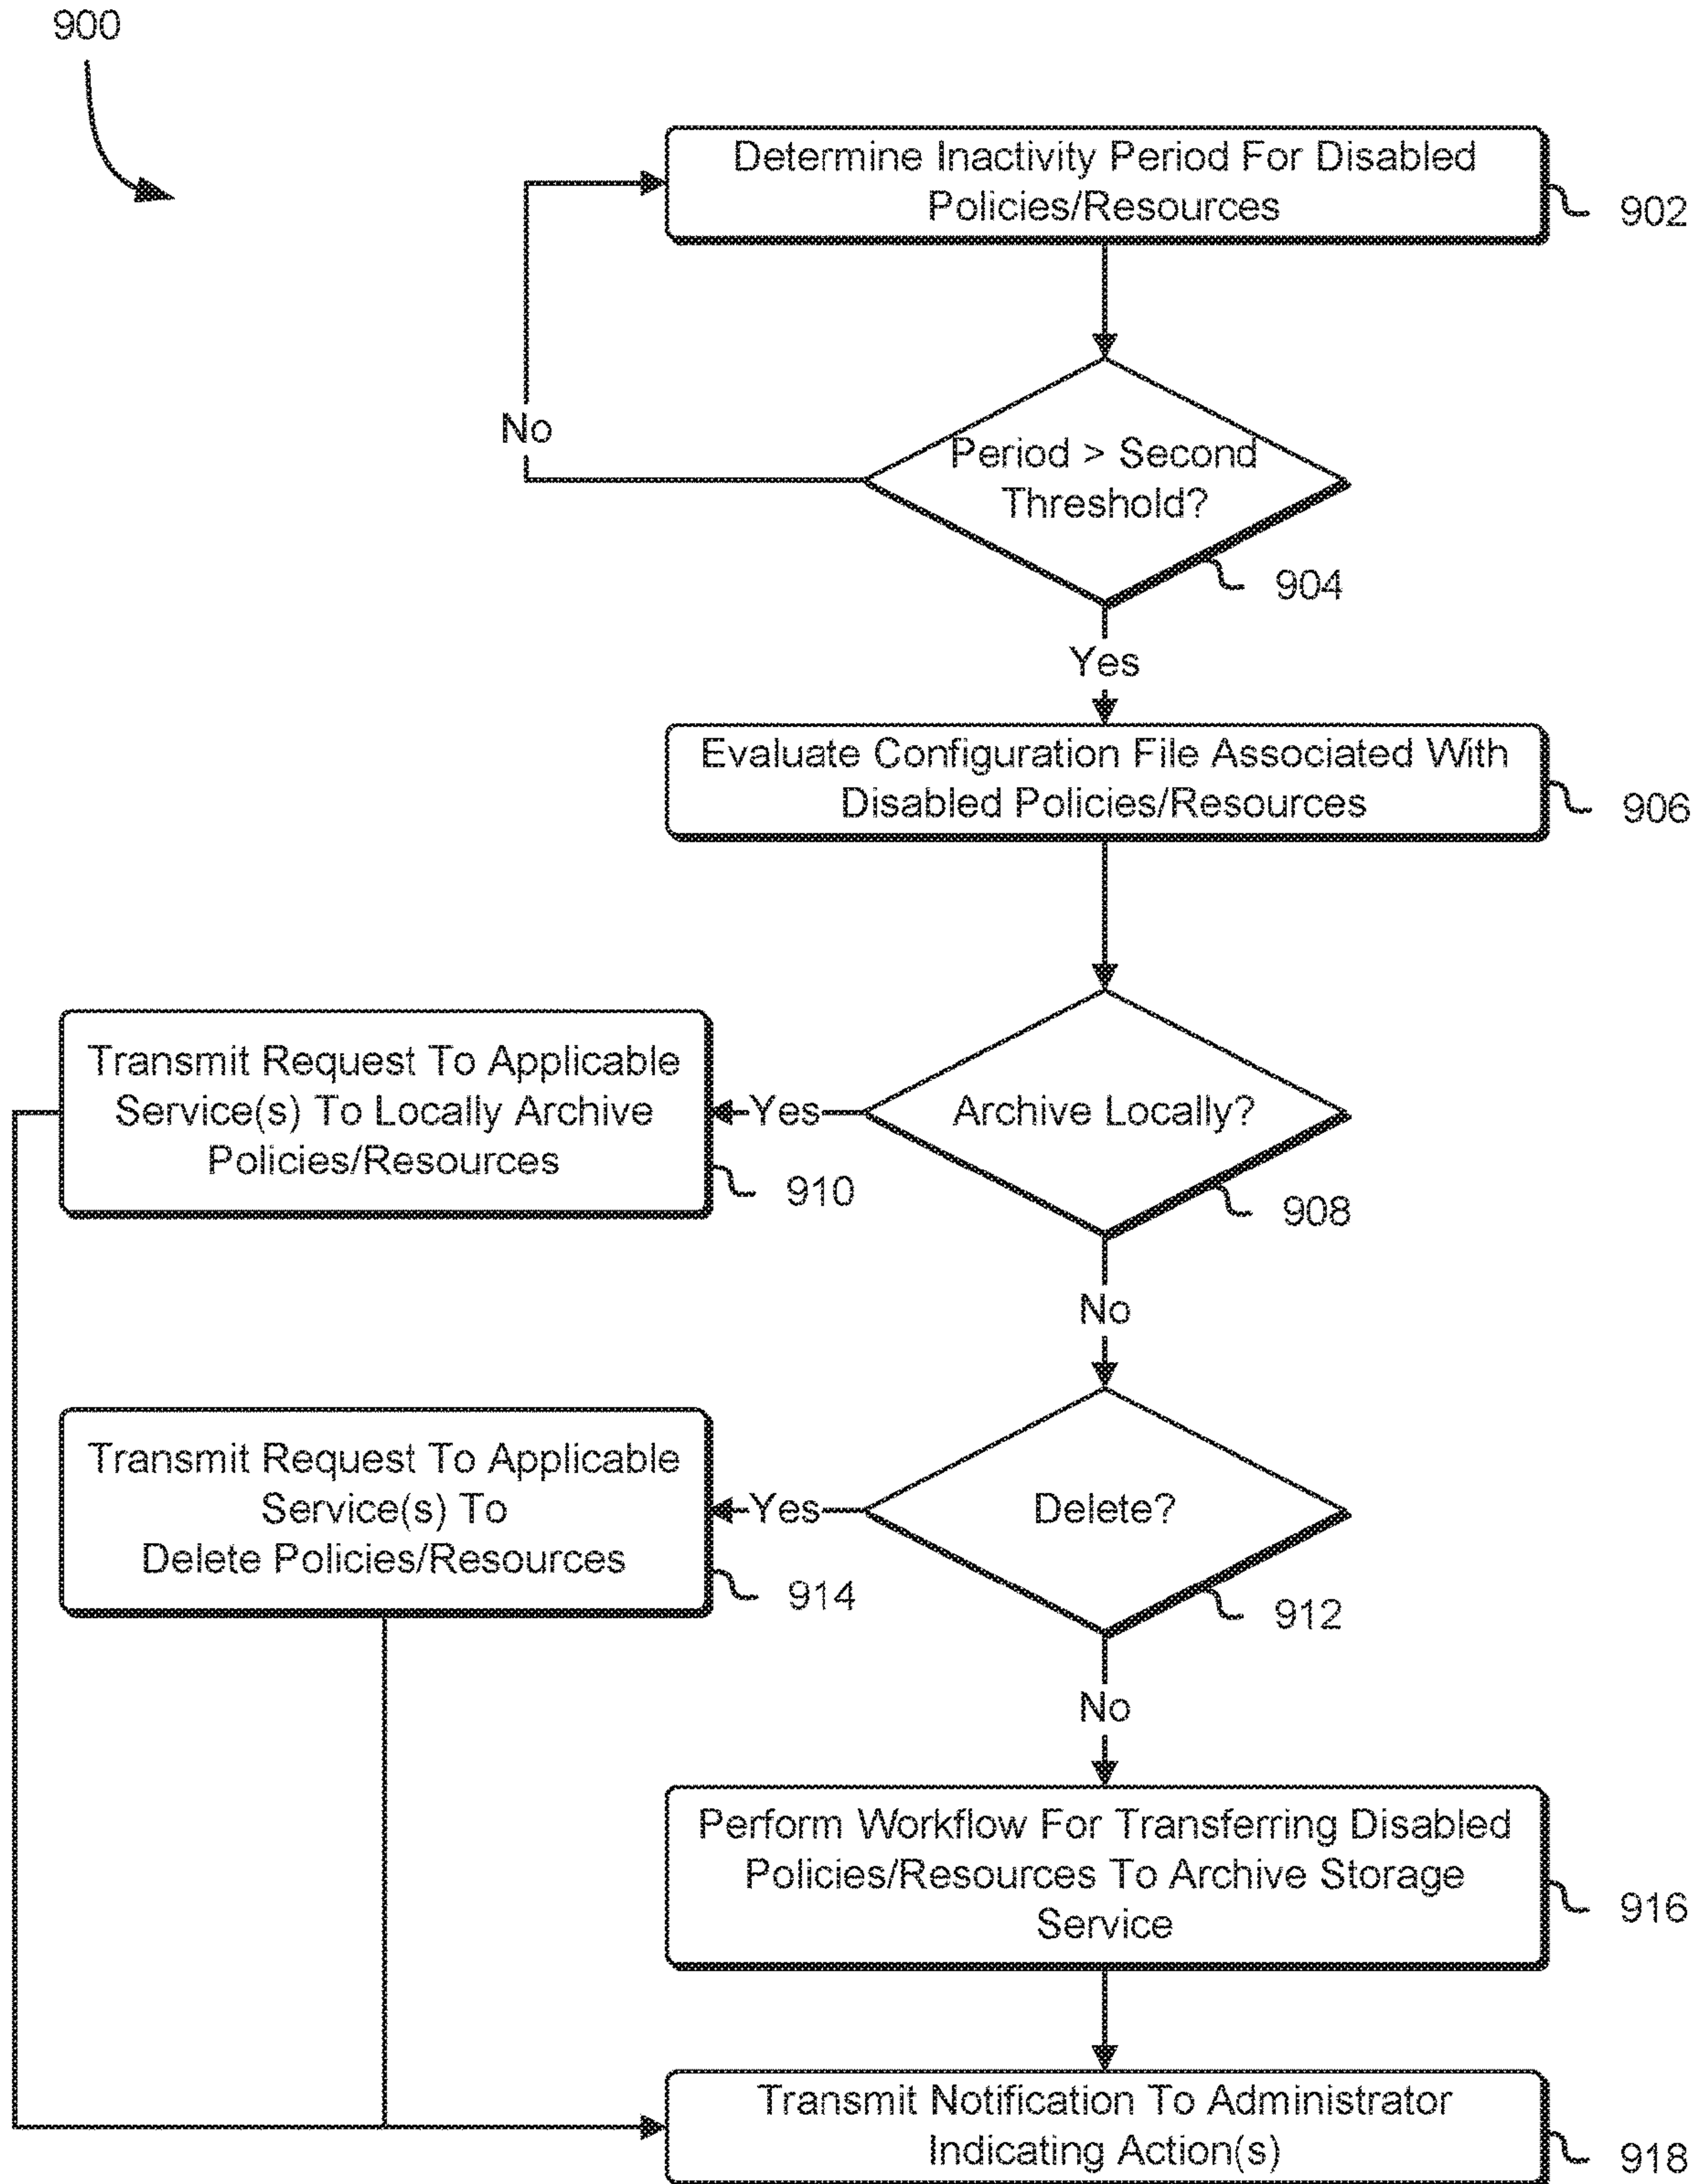 900
Determine Inactivity Period For Disabled
Policies/Resources
902
No
Period > Second
Threshold?
904
Yes
Evaluate Configuration File Associated With
Disabled Policies/Resources
906
Transmit Request To Applicable
Service(s) To Locally Archive
Policies/Resources
910
Yes
Archive Locally?
908
No
Transmit Request To Applicable
Service(s) To
Delete Policies/Resources
914
Yes
Delete?
912
No
Perform Workflow For Transferring Disabled
Policies/Resources To Archive Storage
Service
916
Transmit Notification To Administrator
Indicating Action(s)
918